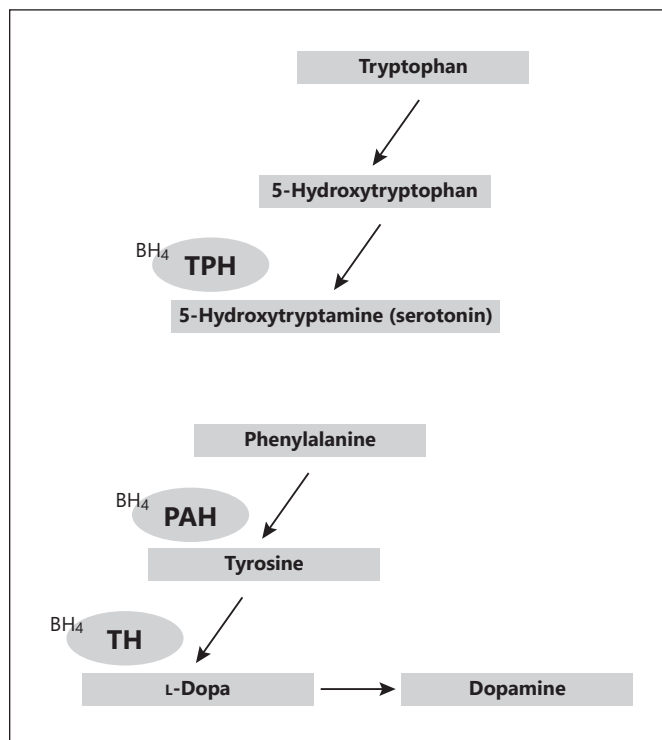 Tryptophan
5-Hydroxytryptophan
BH4
TPH
5-Hydroxytryptamine (serotonin)
Phenylalanine
BH4
PAH
Tyrosine
BH4
TH
L-Dopa
Dopamine